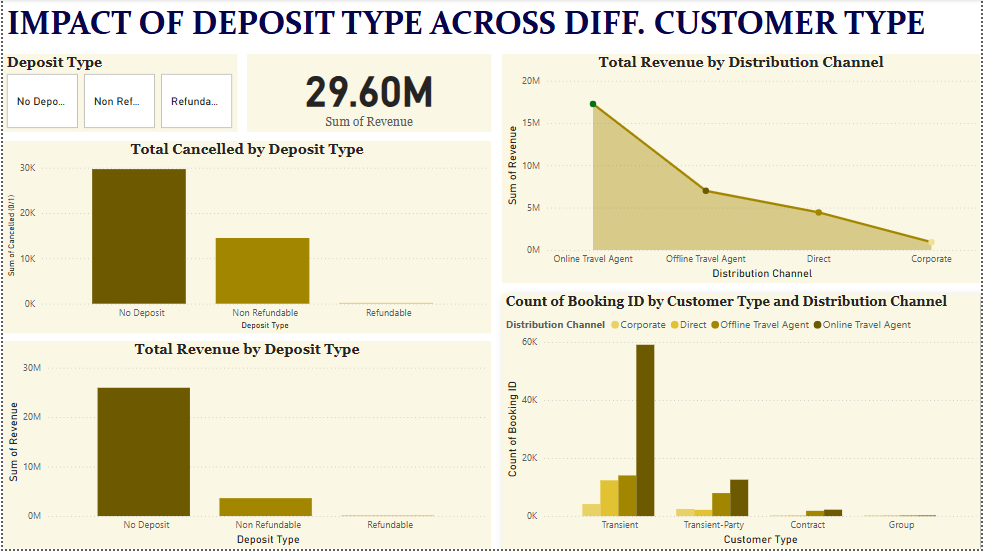 IMPACT OF DEPOSIT TYPE ACROSS DIFF. CUSTOMER TYPE
Deposit Type
No Depo...
Non Ref...
Refunda...
29.60M
Sum of Revenue
Total Cancelled by Deposit Type
Sum of Cancelled (0/1)
30K
20K
10K
0K
No Deposit
Non Refundable
Refundable
Deposit Type
Total Revenue by Deposit Type
Sum of Revenue
30M
20M
10M
0M
No Deposit
Non Refundable
Refundable
Deposit Type
Total Revenue by Distribution Channel
Sum of Revenue
20M
15M
10M
5M
0M
Online Travel Agent
Offline Travel Agent
Direct
Corporate
Distribution Channel
Count of Booking ID by Customer Type and Distribution Channel
Distribution Channel Corporate Direct Offline Travel Agent Online Travel Agent
Count of Booking ID
60K
40K
20K
0K
Transient
Transient-Party
Contract
Group
Customer Type